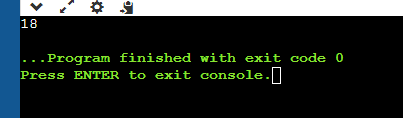 18
...Program finished with exit code 0
Press ENTER to exit console.